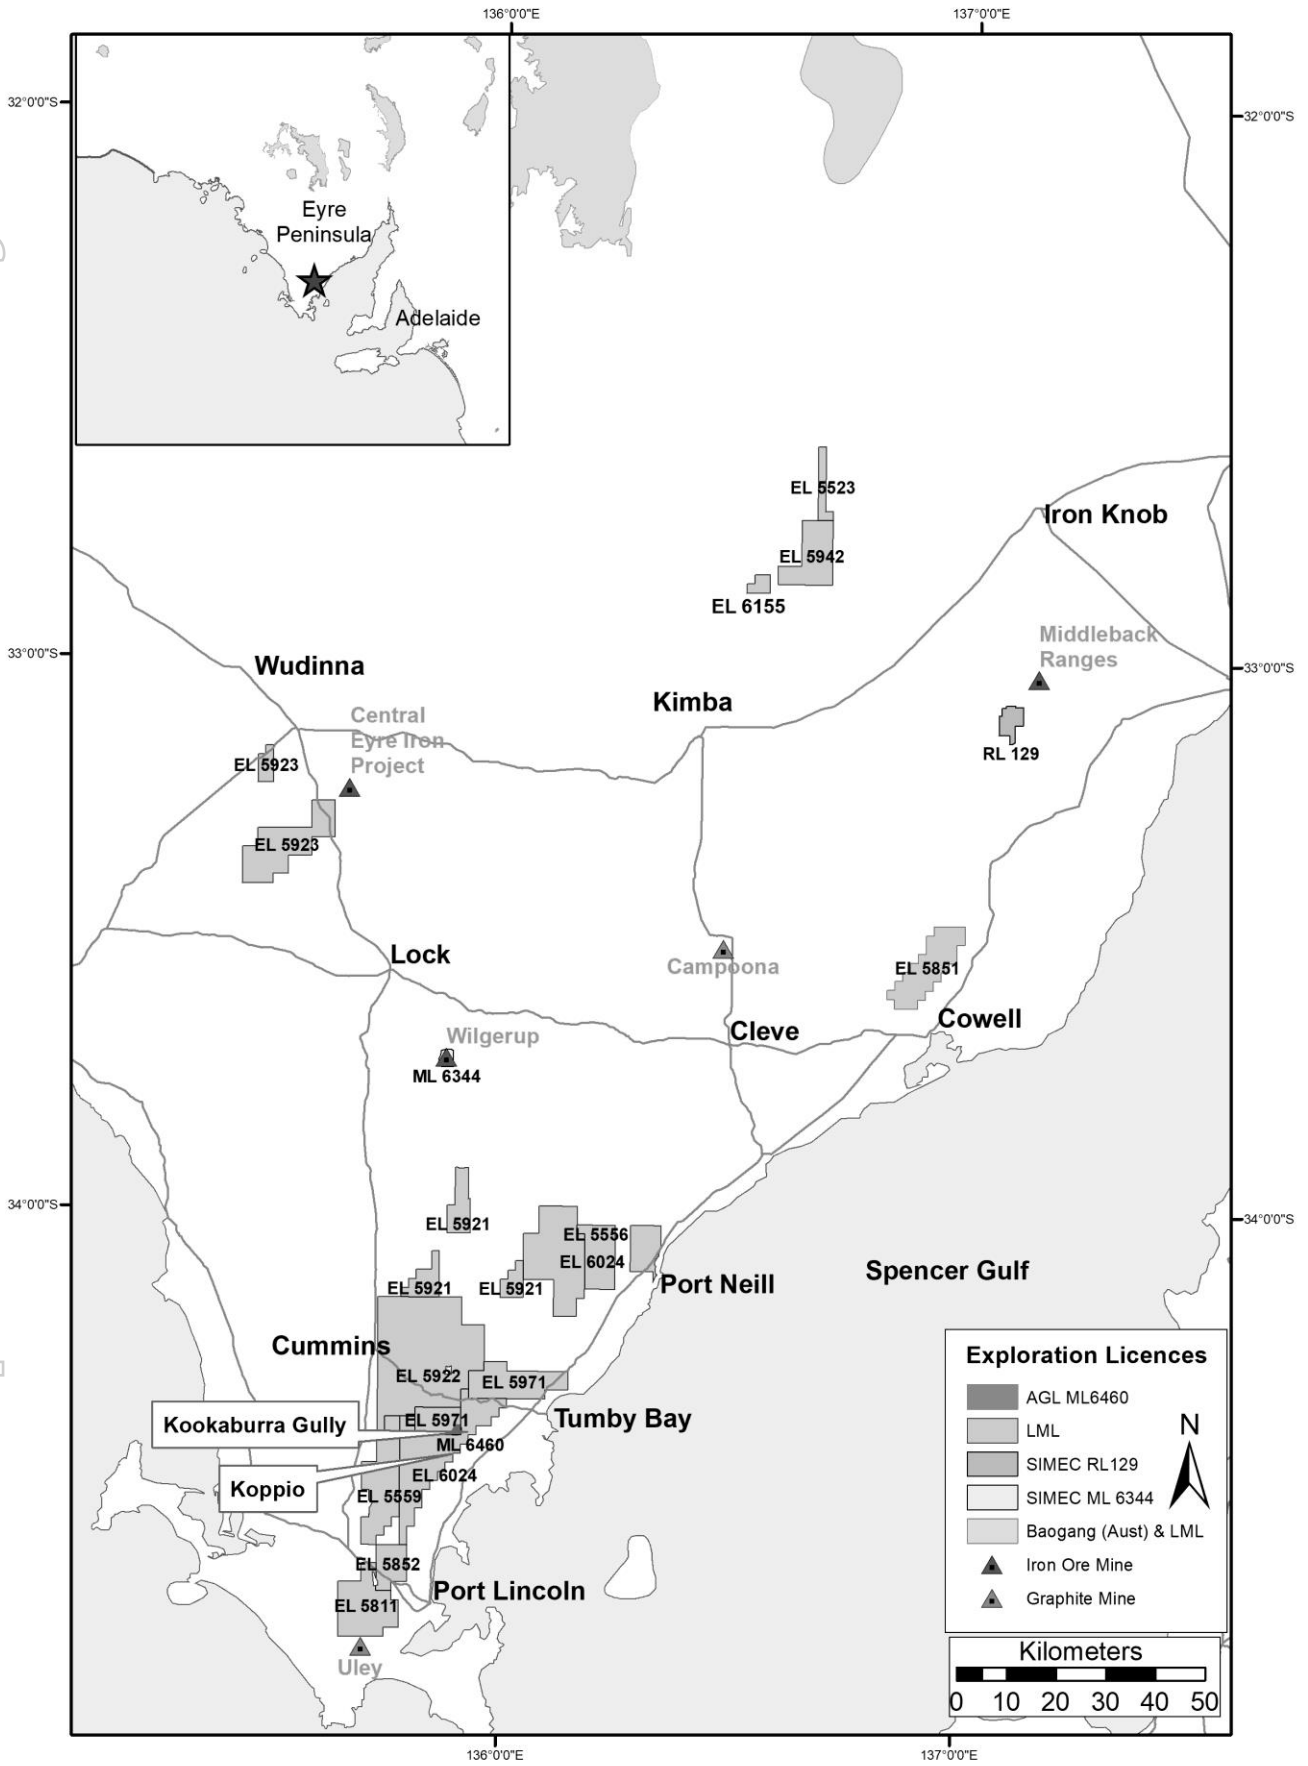 136°0'0"E
137°0'0"E
32°0'0"S
32°0'0"S
Eyre
Peninsula
Adelaide
EL 5523
Iron Knob
EL 5942
EL 6155
Middleback
Ranges
33°0'0"S
33°0'0"S
Wudinna
Kimba
Central
Eyre Iron
Project
RL 129
EL 5923
EL 5923
Lock
Campoona
EL 5851
Cowell
Cleve
Wilgerup
ML 6344
34°0'0"S
34°0'0"S
EL 5921
EL 5556
EL 6024
Spencer Gulf
Port Neill
EL 5921
EL 5921
Cummins
EL 5922
EL 5971
Tumby Bay
EL 5971
Kookaburra Gully
ML 6460
EL 6024
Koppio
EL 5559
EL 5852
Port Lincoln
EL 5811
Uley
Exploration Licences
AGL ML6460
LML
SIMEC RL129
SIMEC ML 6344
Baogang (Aust) & LML
Iron Ore Mine
Graphite Mine
N
Kilometers
0 10 20 30 40 50
136°0'0"E
137°0'0"E